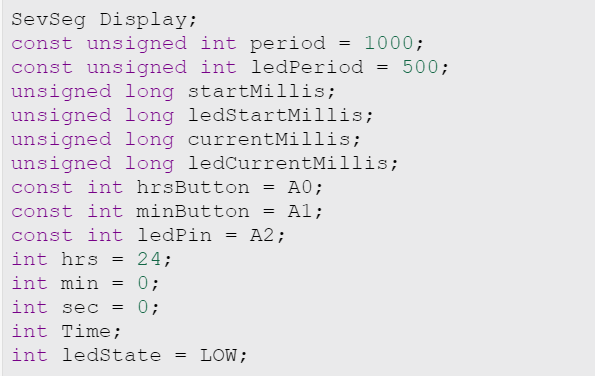 SevSeg Display;
const unsigned int period = 1000;
const unsigned int ledPeriod = 500;
unsigned long startMillis;
unsigned long ledStartMillis;
unsigned long currentMillis;
unsigned long ledCurrentMillis;
const int hrsButton = A0;
const int minButton = A1;
const int ledPin = A2;
int hrs = 24;
int min = 0;
int sec = 0;
int Time;
int ledState = LOW;